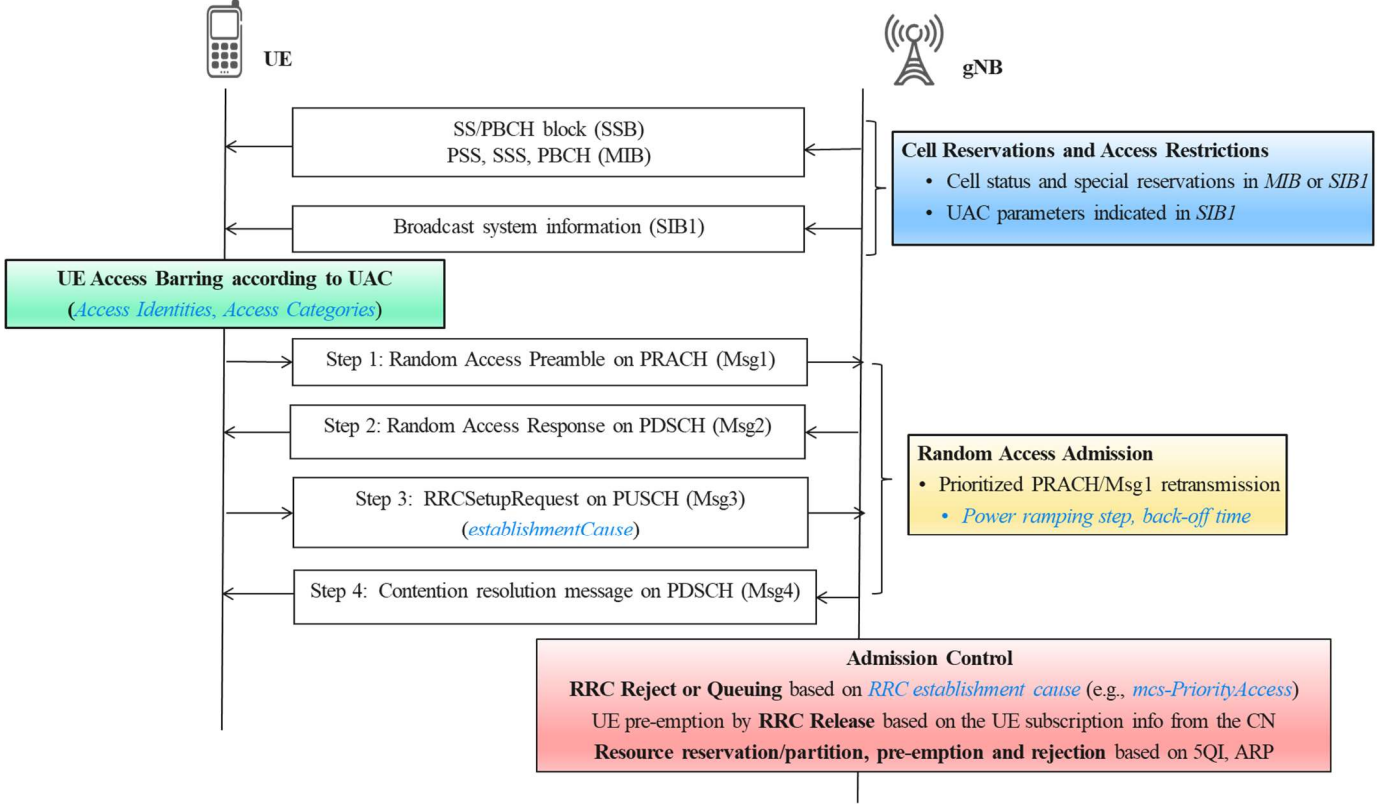 UE
gNB
SS/PBCH block (SSB)
PSS, SSS, PBCH (MIB)
Cell Reservations and Access Restrictions
• Cell status and special reservations in MIB or SIB1
• UAC parameters indicated in SIB1
Broadcast system information (SIB1)
UE Access Barring according to UAC
(Access Identities, Access Categories)
Step 1: Random Access Preamble on PRACH (Msg1)
Step 2: Random Access Response on PDSCH (Msg2)
Random Access Admission
• Prioritized PRACH/Msg1 retransmission
• Power ramping step, back-off time
Step 3: RRCSetupRequest on PUSCH (Msg3)
(establishmentCause)
Step 4: Contention resolution message on PDSCH (Msg4)
Admission Control
RRC Reject or Queuing based on RRC establishment cause (e.g., mcs-PriorityAccess)
UE pre-emption by RRC Release based on the UE subscription info from the CN
Resource reservation/partition, pre-emption and rejection based on 5QI, ARP